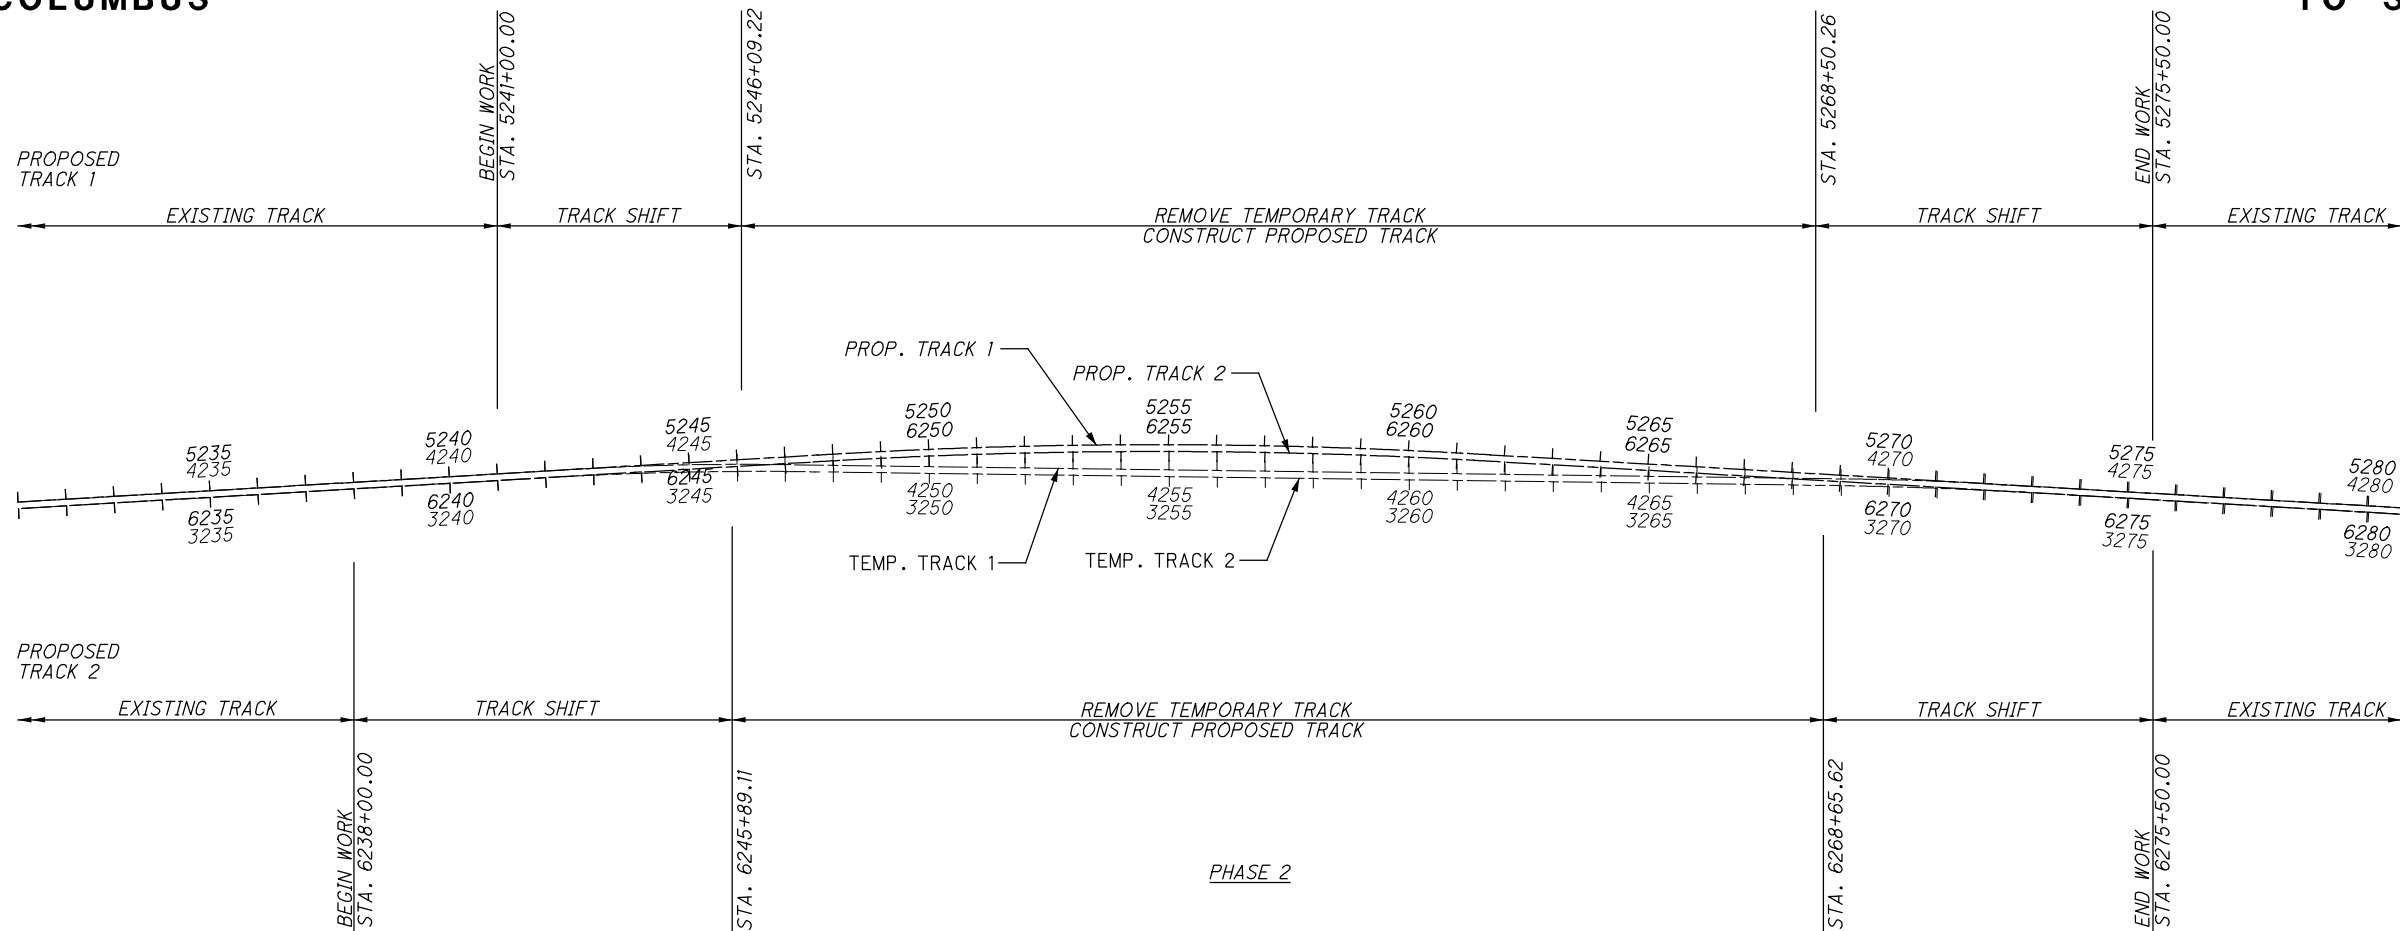 COLUMBUS
TO S
BEGIN WORK
STA. 5241+00.00
STA. 5246+09.22
STA. 5268+50.26
END WORK
STA. 5275+50.00
PROPOSED
TRACK 1
EXISTING TRACK
TRACK SHIFT
REMOVE TEMPORARY TRACK
CONSTRUCT PROPOSED TRACK
TRACK SHIFT
EXISTING TRACK
PROP. TRACK 1
PROP. TRACK 2
5235
4235
5240
4240
5245
4245
5250
6250
5255
6255
5260
6260
5265
6265
5270
4270
5275
4275
5280
4280
6235
3235
6240
3240
6245
3245
4250
3250
4255
3255
4260
3260
4265
3265
6270
3270
6275
3275
6280
3280
TEMP. TRACK 1
TEMP. TRACK 2
PROPOSED
TRACK 2
EXISTING TRACK
TRACK SHIFT
REMOVE TEMPORARY TRACK
CONSTRUCT PROPOSED TRACK
TRACK SHIFT
EXISTING TRACK
BEGIN WORK
STA. 6238+00.00
STA. 6245+89.11
STA. 6268+65.62
END WORK
STA. 6275+50.00
PHASE 2